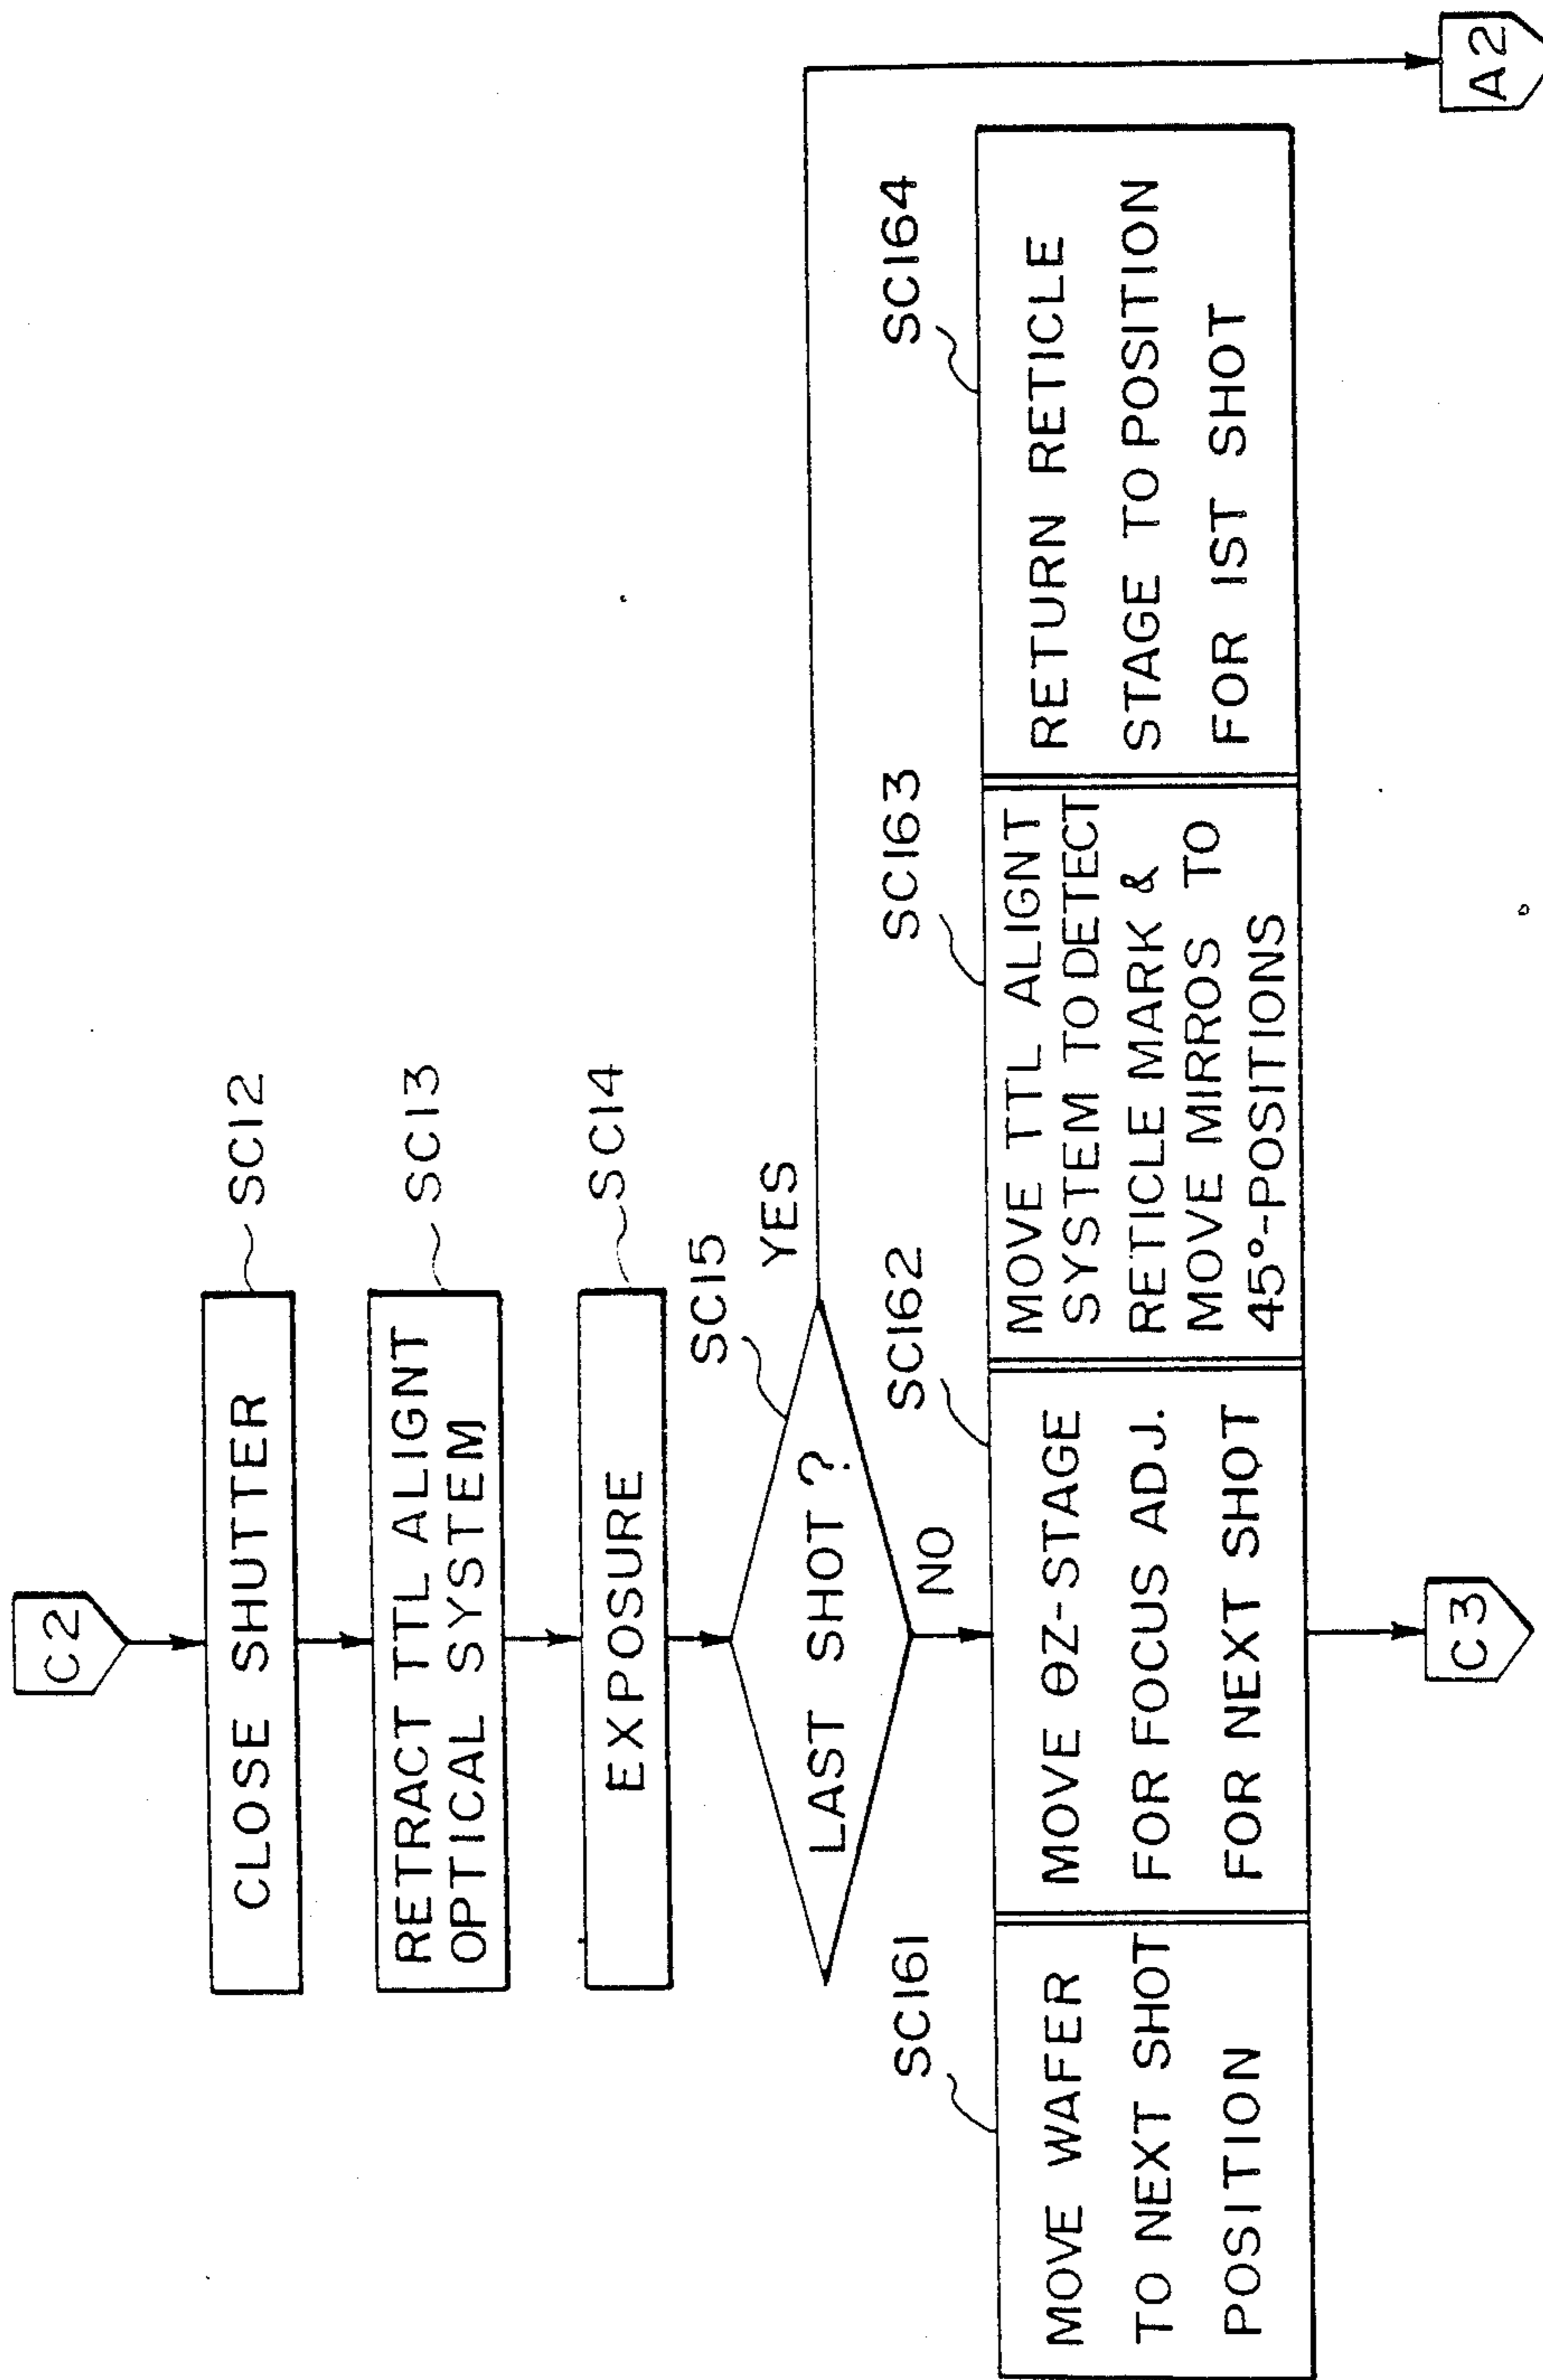 C2
CLOSE SHUTTER
SC12
RETRACT TTL ALIGNT
OPTICAL SYSTEM
SC13
EXPOSURE
SC14
LAST SHOT?
SC15
YES
NO
SC161
MOVE WAFER
TO NEXT SHOT
POSITION
SC162
MOVE θZ-STAGE
FOR FOCUS ADJ.
FOR NEXT SHOT
SC163
MOVE TTL ALIGNT
SYSTEM TO DETECT
RETICLE MARK &
MOVE MIRROS TO
45°-POSITIONS
SC164
RETURN RETICLE
STAGE TO POSITION
FOR 1ST SHOT
C3
A2